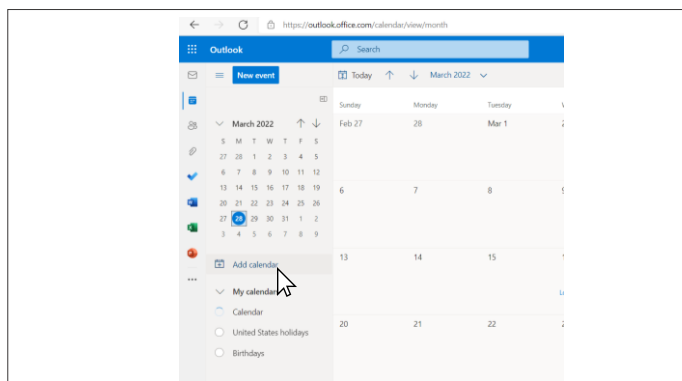 https://outlook.office.com/calendar/view/month
Outlook
Search
New event
Today
March 2022
Sunday Monday Tuesday
March 2022
S M T W T F S
27 28 1 2 3 4 5
6 7 8 9 10 11 12
13 14 15 16 17 18 19
20 21 22 23 24 25 26
27 28 29 30 31 1 2
3 4 5 6 7 8 9
Add calendar
My calendar
Calendar
United States holidays
Birthdays
Feb 27 28 Mar 1
6 7 8
13 14 15
20 21 22